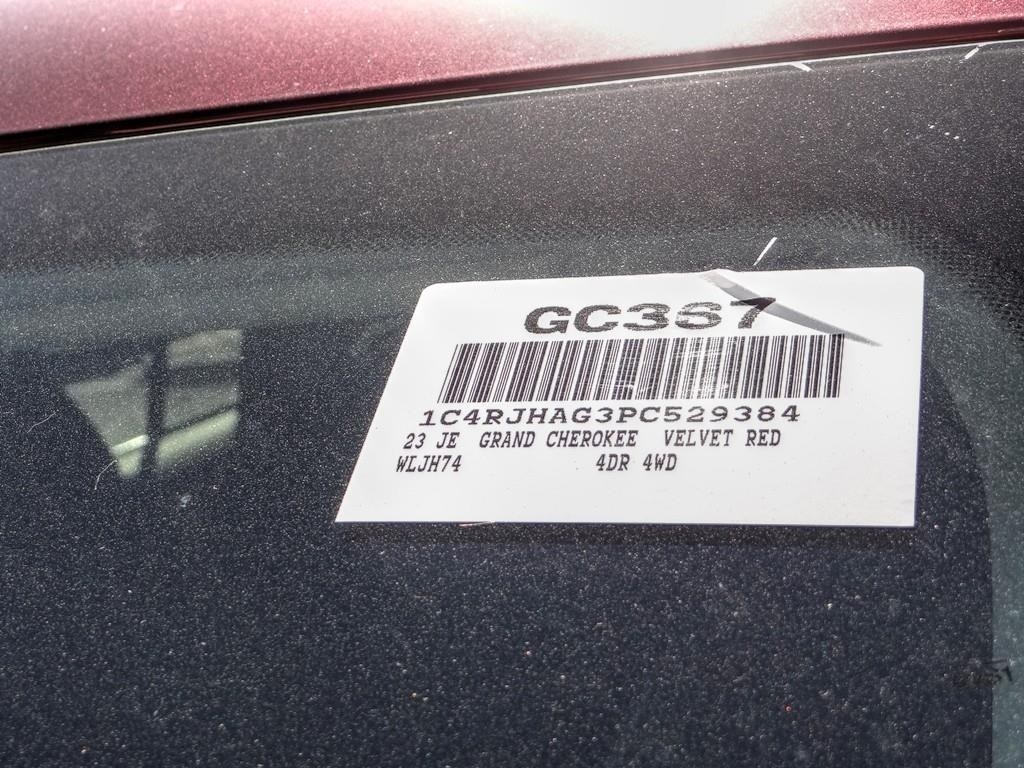 GC367
1C4RJHAG3PC529384
23 JE GRAND CHEROKEE VELVET RED
WLJH74 4DR 4WD